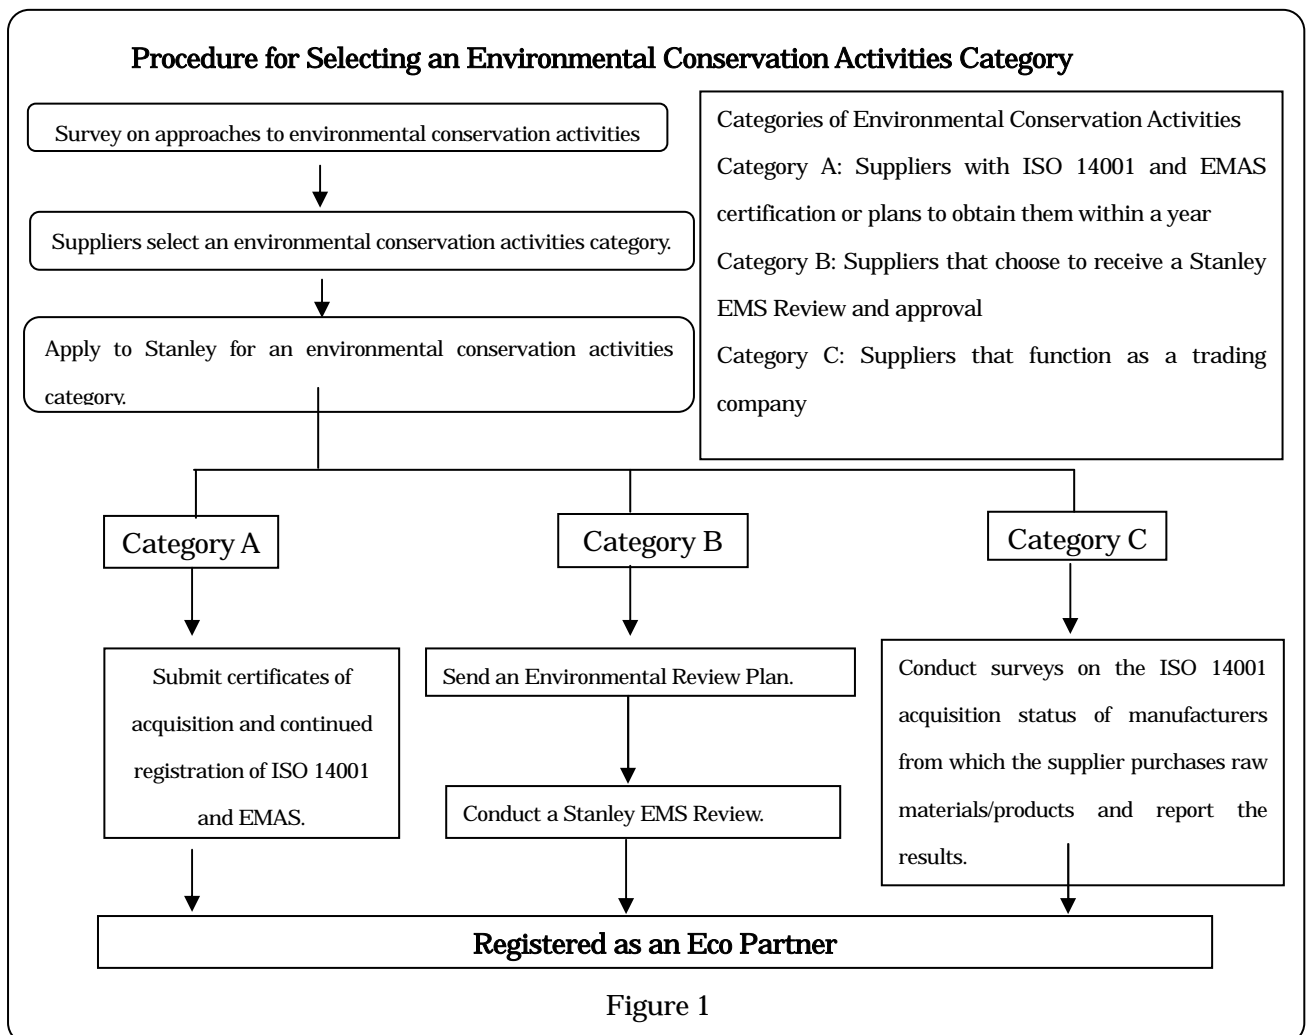 Procedure for Selecting an Environmental Conservation Activities Category
Survey on approaches to environmental conservation activities
Suppliers select an environmental conservation activities category.
Apply to Stanley for an environmental conservation activities
category.
Categories of Environmental Conservation Activities
Category A: Suppliers with ISO 14001 and EMAS
certification or plans to obtain them within a year
Category B: Suppliers that choose to receive a Stanley
EMS Review and approval
Category C: Suppliers that function as a trading
company
Category A
Category B
Category C
Submit certificates of
acquisition and continued
registration of ISO 14001
and EMAS.
Send an Environmental Review Plan.
Conduct a Stanley EMS Review.
Conduct surveys on the ISO 14001
acquisition status of manufacturers
from which the supplier purchases raw
materials/products and report the
results.
Registered as an Eco Partner
Figure 1